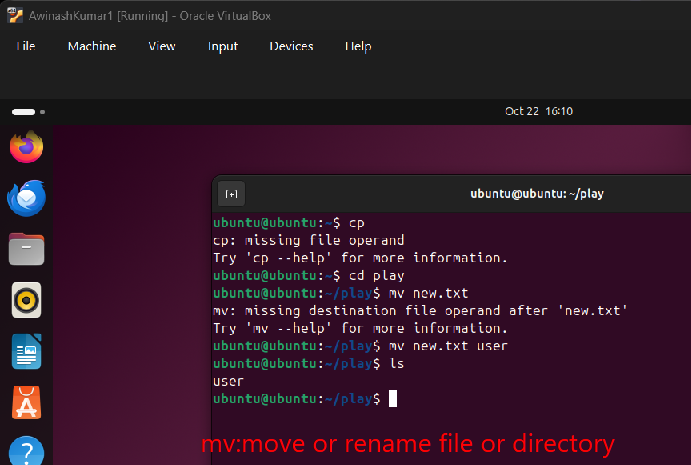 AwinashKumar1 [Running] - Oracle VirtualBox
File Machine View Input Devices Help
Oct 22 16:10
ubuntu@ubuntu: ~/play
ubuntu@ubuntu:~$ cp
cp: missing file operand
Try 'cp --help' for more information.
ubuntu@ubuntu:~$ cd play
ubuntu@ubuntu:~/play$ mv new.txt
mv: missing destination file operand after 'new.txt'
Try 'mv --help' for more information.
ubuntu@ubuntu:~/play$ mv new.txt user
ubuntu@ubuntu:~/play$ ls
user
ubuntu@ubuntu:~/play$
mv:move or rename file or directory